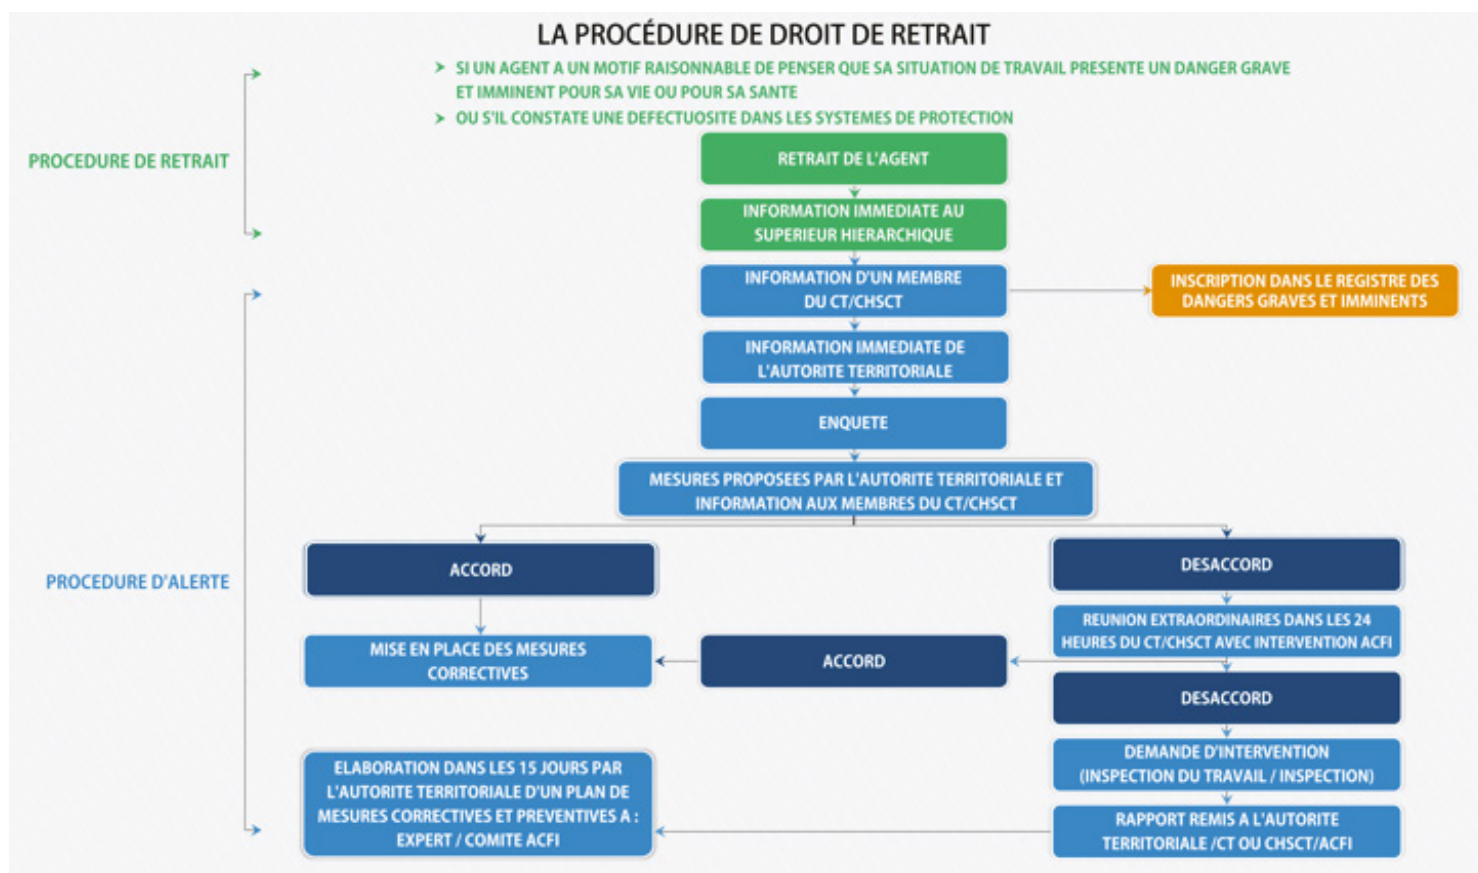 LA PROCÉDURE DE DROIT DE RETRAIT
➤ SI UN AGENT A UN MOTIF RAISONNABLE DE PENSER QUE SA SITUATION DE TRAVAIL PRESENTE UN DANGER GRAVE
ET IMMINENT POUR SA VIE OU POUR SA SANTE
➤ OU S'IL CONSTATE UNE DEFECTUOSITE DANS LES SYSTEMES DE PROTECTION
PROCEDURE DE RETRAIT
RETRAIT DE L'AGENT
INFORMATION IMMEDIATE AU
SUPERIEUR HIERARCHIQUE
INFORMATION D'UN MEMBRE
DU CT/CHSCT
INSCRIPTION DANS LE REGISTRE DES
DANGERS GRAVES ET IMMINENTS
INFORMATION IMMEDIATE DE
L'AUTORITE TERRITORIALE
ENQUETE
MESURES PROPOSEES PAR L'AUTORITE TERRITORIALE ET
INFORMATION AUX MEMBRES DU CT/CHSCT
PROCEDURE D'ALERTE
ACCORD
DESACCORD
REUNION EXTRAORDINAIRES DANS LES 24
HEURES DU CT/CHSCT AVEC INTERVENTION ACFI
MISE EN PLACE DES MESURES
CORRECTIVES
ACCORD
DESACCORD
DEMANDE D'INTERVENTION
(INSPECTION DU TRAVAIL / INSPECTION)
ELABORATION DANS LES 15 JOURS PAR
L'AUTORITE TERRITORIALE D'UN PLAN DE
MESURES CORRECTIVES ET PREVENTIVES A :
EXPERT / COMITE ACFI
RAPPORT REMIS A L'AUTORITE
TERRITORIALE /CT OU CHSCT/ACFI